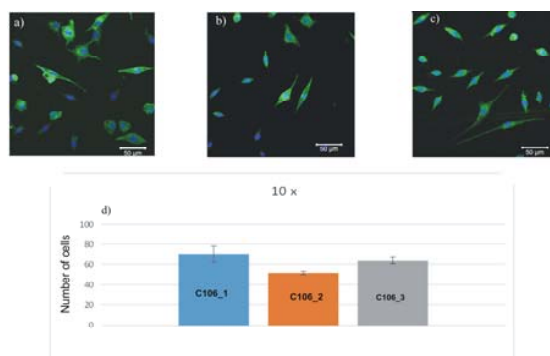 a)
b)
c)
50 µm
50 µm
50 µm
10 x
d)
Number of cells
100
80
60
40
20
0
C106_1
C106_2
C106_3